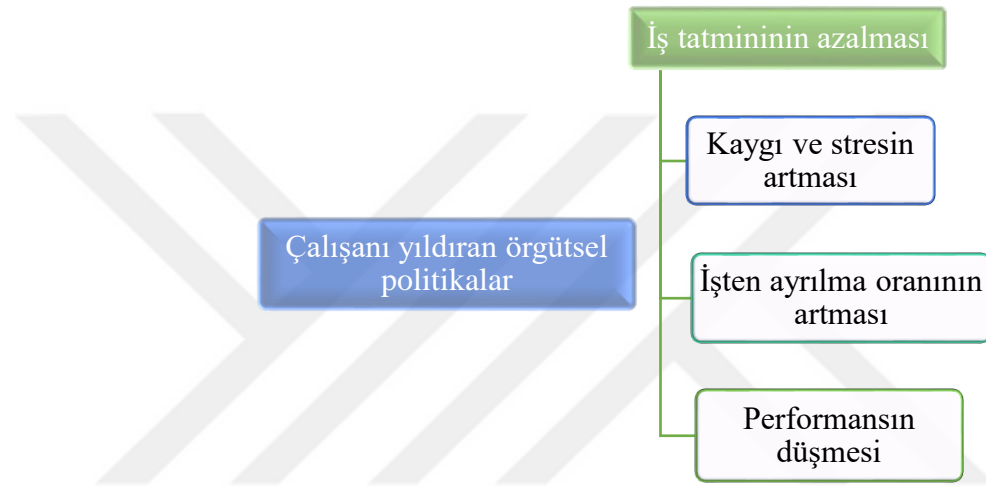 İş tatmininin azalması
Kaygı ve stresin
artması
Çalışanı yıldıran örgütsel
politikalar
İşten ayrılma oranının
artması
Performansın
düşmesi